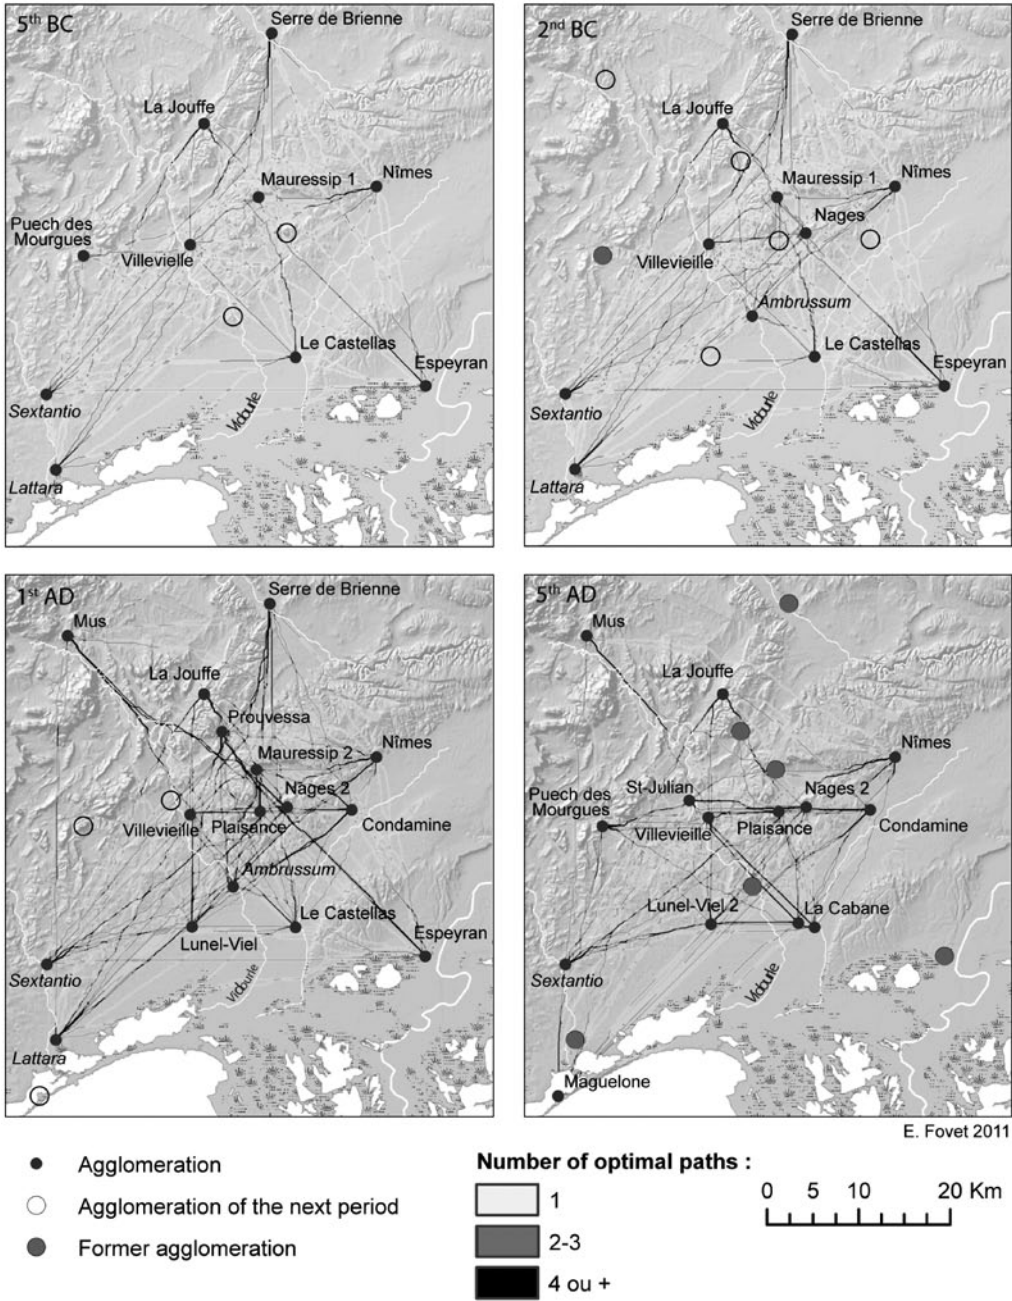 5th BC
Serre de Brienne
La Jouffe
Mauressip 1
Nîmes
Puech des
Mourgues
Villevielle
Le Castellas
Espeyran
Sextantio
Vidourle
Lattara
2nd BC
Serre de Brienne
La Jouffe
Mauressip 1
Nîmes
Nages
Villevieille
Ambrussum
Le Castellas
Espeyran
Sextantio
Vidourle
Lattara
1st AD
Serre de Brienne
Mus
La Jouffe
Prouvessa
Mauressip 2
Nîmes
Nages 2
Villevieille
Plaisance
Condamine
Ambrussum
Le Castellas
Lunel-Viel
Espeyran
Sextantio
Vidourle
Lattara
5th AD
Mus
La Jouffe
Nîmes
St-Julian
Nages 2
Puech des
Mourgues
Villevieille
Plaisance
Condamine
Lunel-Viel 2
La Cabane
Sextantio
Vidourle
Maguelone
E. Fovet 2011
Agglomeration
Agglomeration of the next period
Former agglomeration
Number of optimal paths :
1
2-3
4 ou +
0 5 10 20 Km